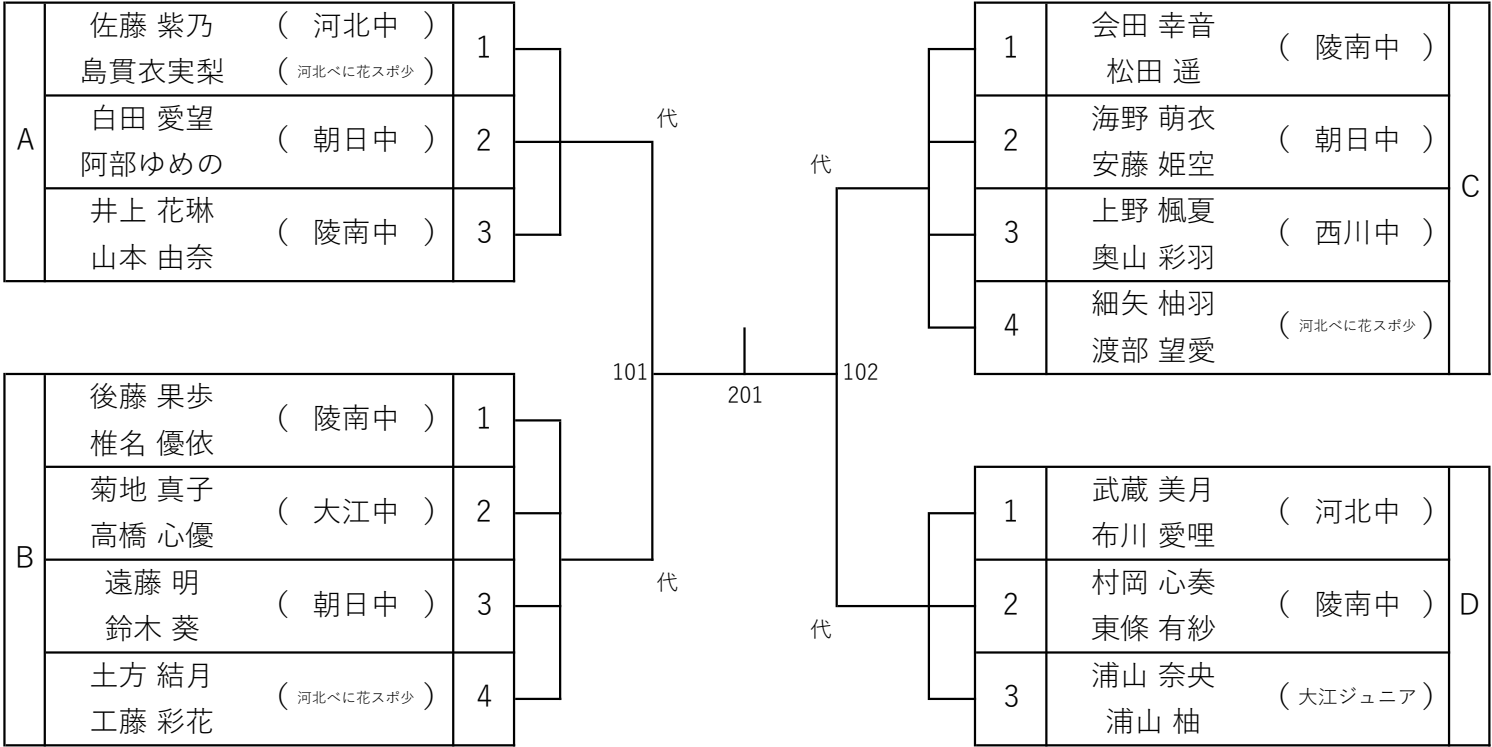 A
佐藤 紫乃 ( 河北中 ) 1
島貫衣実梨 ( 河北べに花スポ少 )
白田 愛望
阿部ゆめの ( 朝日中 ) 2
井上 花琳
山本 由奈 ( 陵南中 ) 3
代
B
後藤 果歩
椎名 優依 ( 陵南中 ) 1
菊地 真子
高橋 心優 ( 大江中 ) 2
遠藤 明
鈴木 葵 ( 朝日中 ) 3
土方 結月
工藤 彩花 ( 河北べに花スポ少 ) 4
代
101
201
102
C
1 会田 幸音
松田 遥 ( 陵南中 )
2 海野 萌衣
安藤 姫空 ( 朝日中 )
3 上野 楓夏
奥山 彩羽 ( 西川中 )
4 細矢 柚羽
渡部 望愛 ( 河北べに花スポ少 )
代
D
1 武蔵 美月
布川 愛哩 ( 河北中 )
2 村岡 心奏
東條 有紗 ( 陵南中 )
3 浦山 奈央
浦山 柚 ( 大江ジュニア )
代